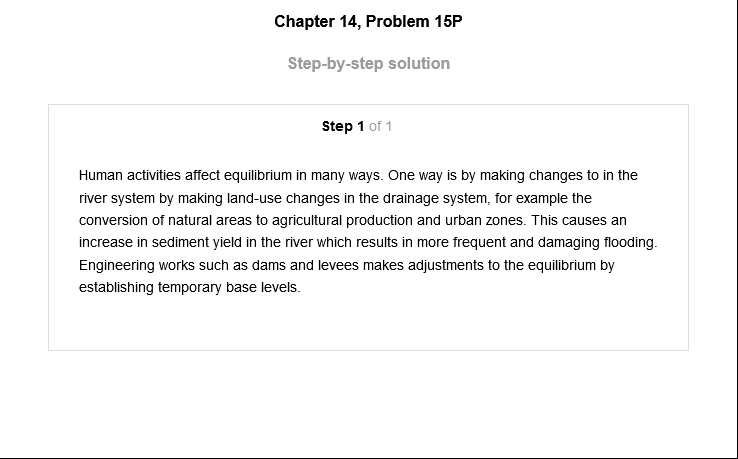 Chapter 14, Problem 15P
Step-by-step solution
Step 1 of 1
Human activities affect equilibrium in many ways. One way is by making changes to in the
river system by making land-use changes in the drainage system, for example the
conversion of natural areas to agricultural production and urban zones. This causes an
increase in sediment yield in the river which results in more frequent and damaging flooding.
Engineering works such as dams and levees makes adjustments to the equilibrium by
establishing temporary base levels.